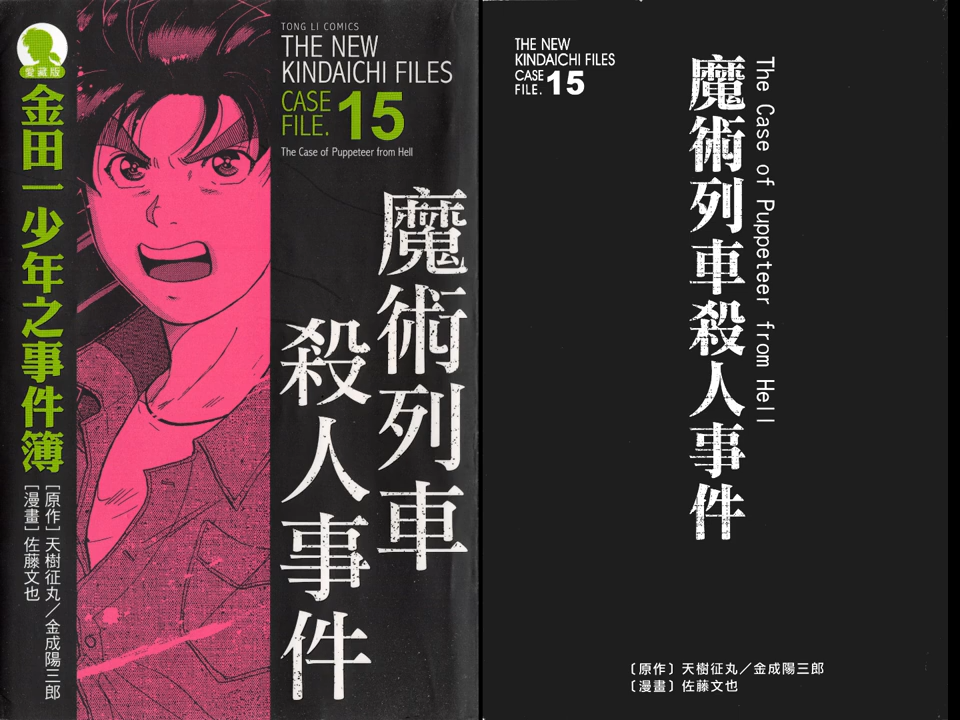 愛藏版
金田一少年之事件簿
[原作] 天樹征丸／金成陽三郎
[漫畫] 佐藤文也
TONG LI COMICS
THE NEW
KINDAICHI FILES
CASE
FILE. 15
The Case of Puppeteer from Hell
魔術列車
殺人事件
THE NEW
KINDAICHI FILES
CASE
FILE. 15
The Case of Puppeteer from Hell
魔術列車殺人事件
〔原作〕天樹征丸／金成陽三郎
〔漫畫〕佐藤文也